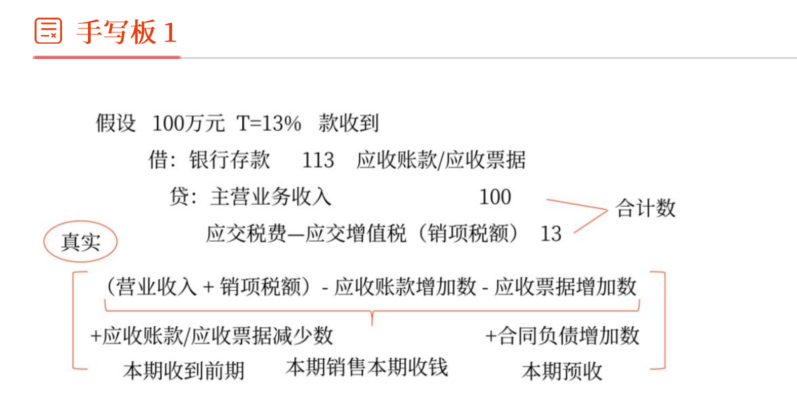 手写板 1
假设 100万元 T=13% 款收到
借：银行存款 113 应收账款/应收票据
贷：主营业务收入 100
合计数
应交税费—应交增值税（销项税额） 13
真实
（营业收入 + 销项税额）- 应收账款增加数 - 应收票据增加数
+应收账款/应收票据减少数 +合同负债增加数
本期收到前期 本期销售本期收钱 本期预收